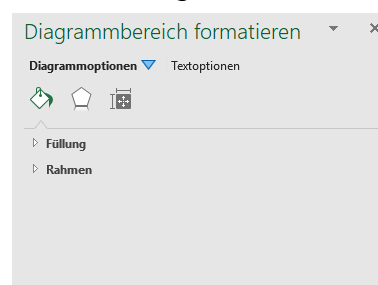 Diagrammbereich formatieren
Diagrammoptionen Textoptionen
Füllung
Rahmen